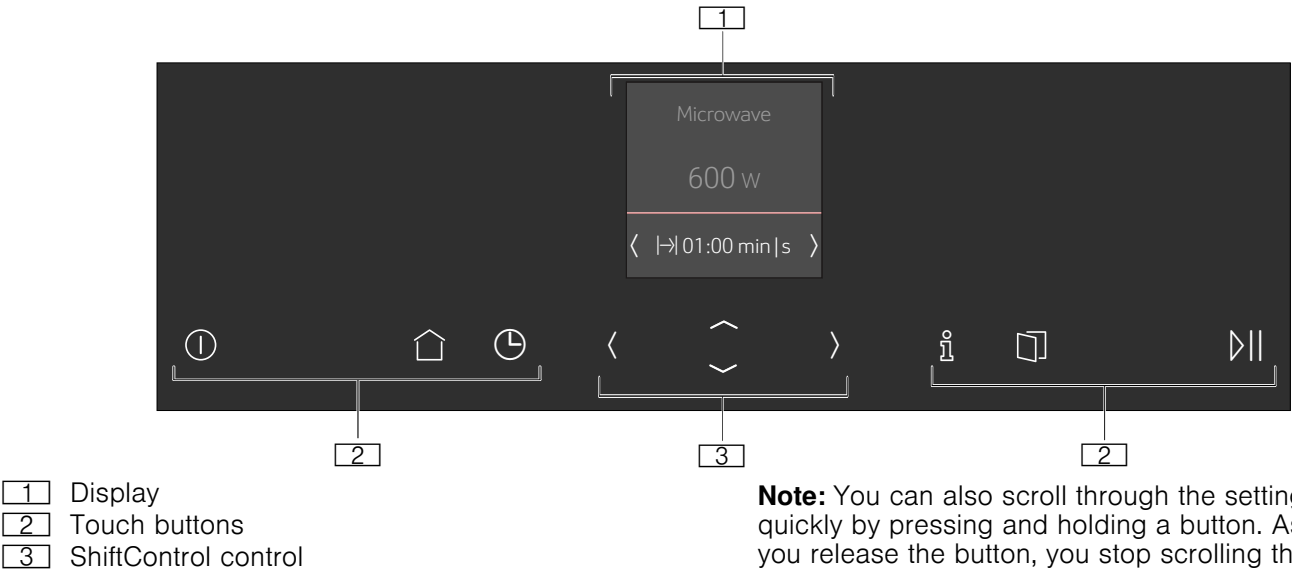 1
Microwave
600 W
01:00 min|s
2 3 2
1 Display
2 Touch buttons
3 ShiftControl control
Note: You can also scroll through the setting
quickly by pressing and holding a button. As
you release the button, you stop scrolling th